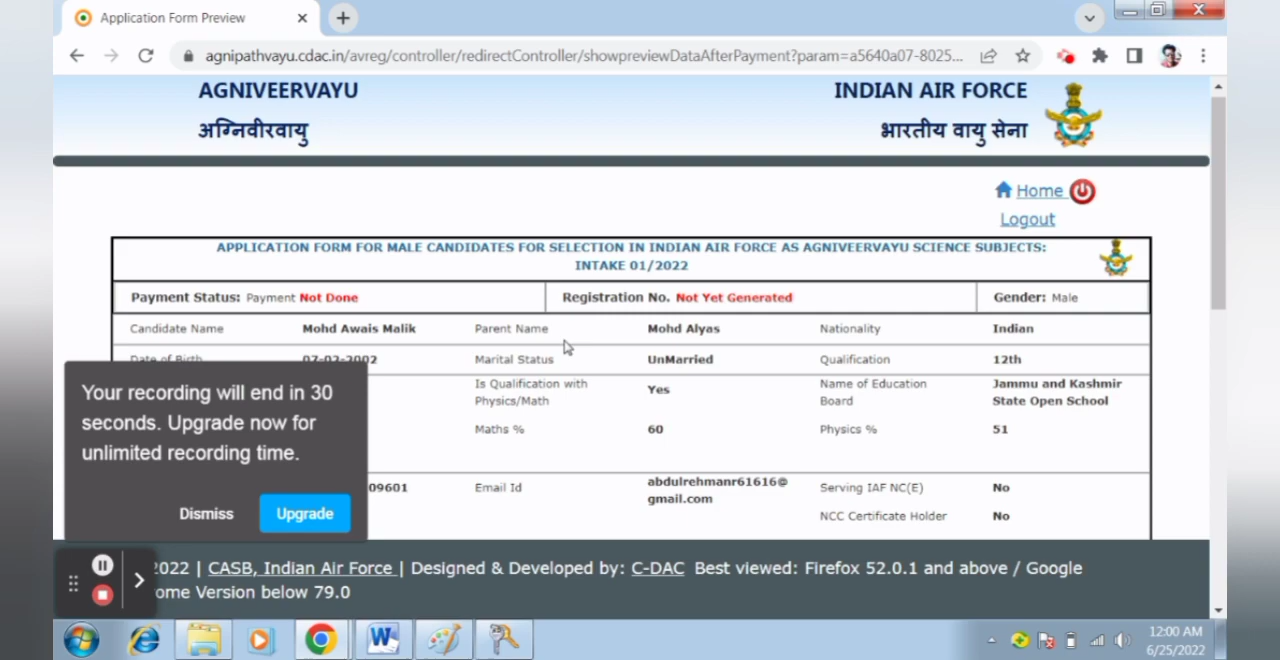 Application Form Preview
agnipathvayu.cdac.in/avreg/controller/redirectController/showpreviewDataAfterPayment?param=a5640a07-8025...
AGNIVEERVAYU
INDIAN AIR FORCE
अग्निवीरवायु
भारतीय वायु सेना
Home
Logout
APPLICATION FORM FOR MALE CANDIDATES FOR SELECTION IN INDIAN AIR FORCE AS AGNIVEERVAYU SCIENCE SUBJECTS:
INTAKE 01/2022
Payment Status: Payment Not Done
Registration No. Not Yet Generated
Gender: Male
Candidate Name Mohd Awais Malik Parent Name Mohd Alyas Nationality Indian
Date of Birth 07-02-2002 Marital Status UnMarried Qualification 12th
Is Qualification with Physics/Math Yes Name of Education Board Jammu and Kashmir State Open School
Maths % 60 Physics % 51
09601 Email Id abdulrehmanr61616@gmail.com Serving IAF NC(E) No
NCC Certificate Holder No
Your recording will end in 30
seconds. Upgrade now for
unlimited recording time.
Dismiss Upgrade
2022 | CASB, Indian Air Force | Designed & Developed by: C-DAC Best viewed: Firefox 52.0.1 and above / Google
ome Version below 79.0
12:00 AM
6/25/2022